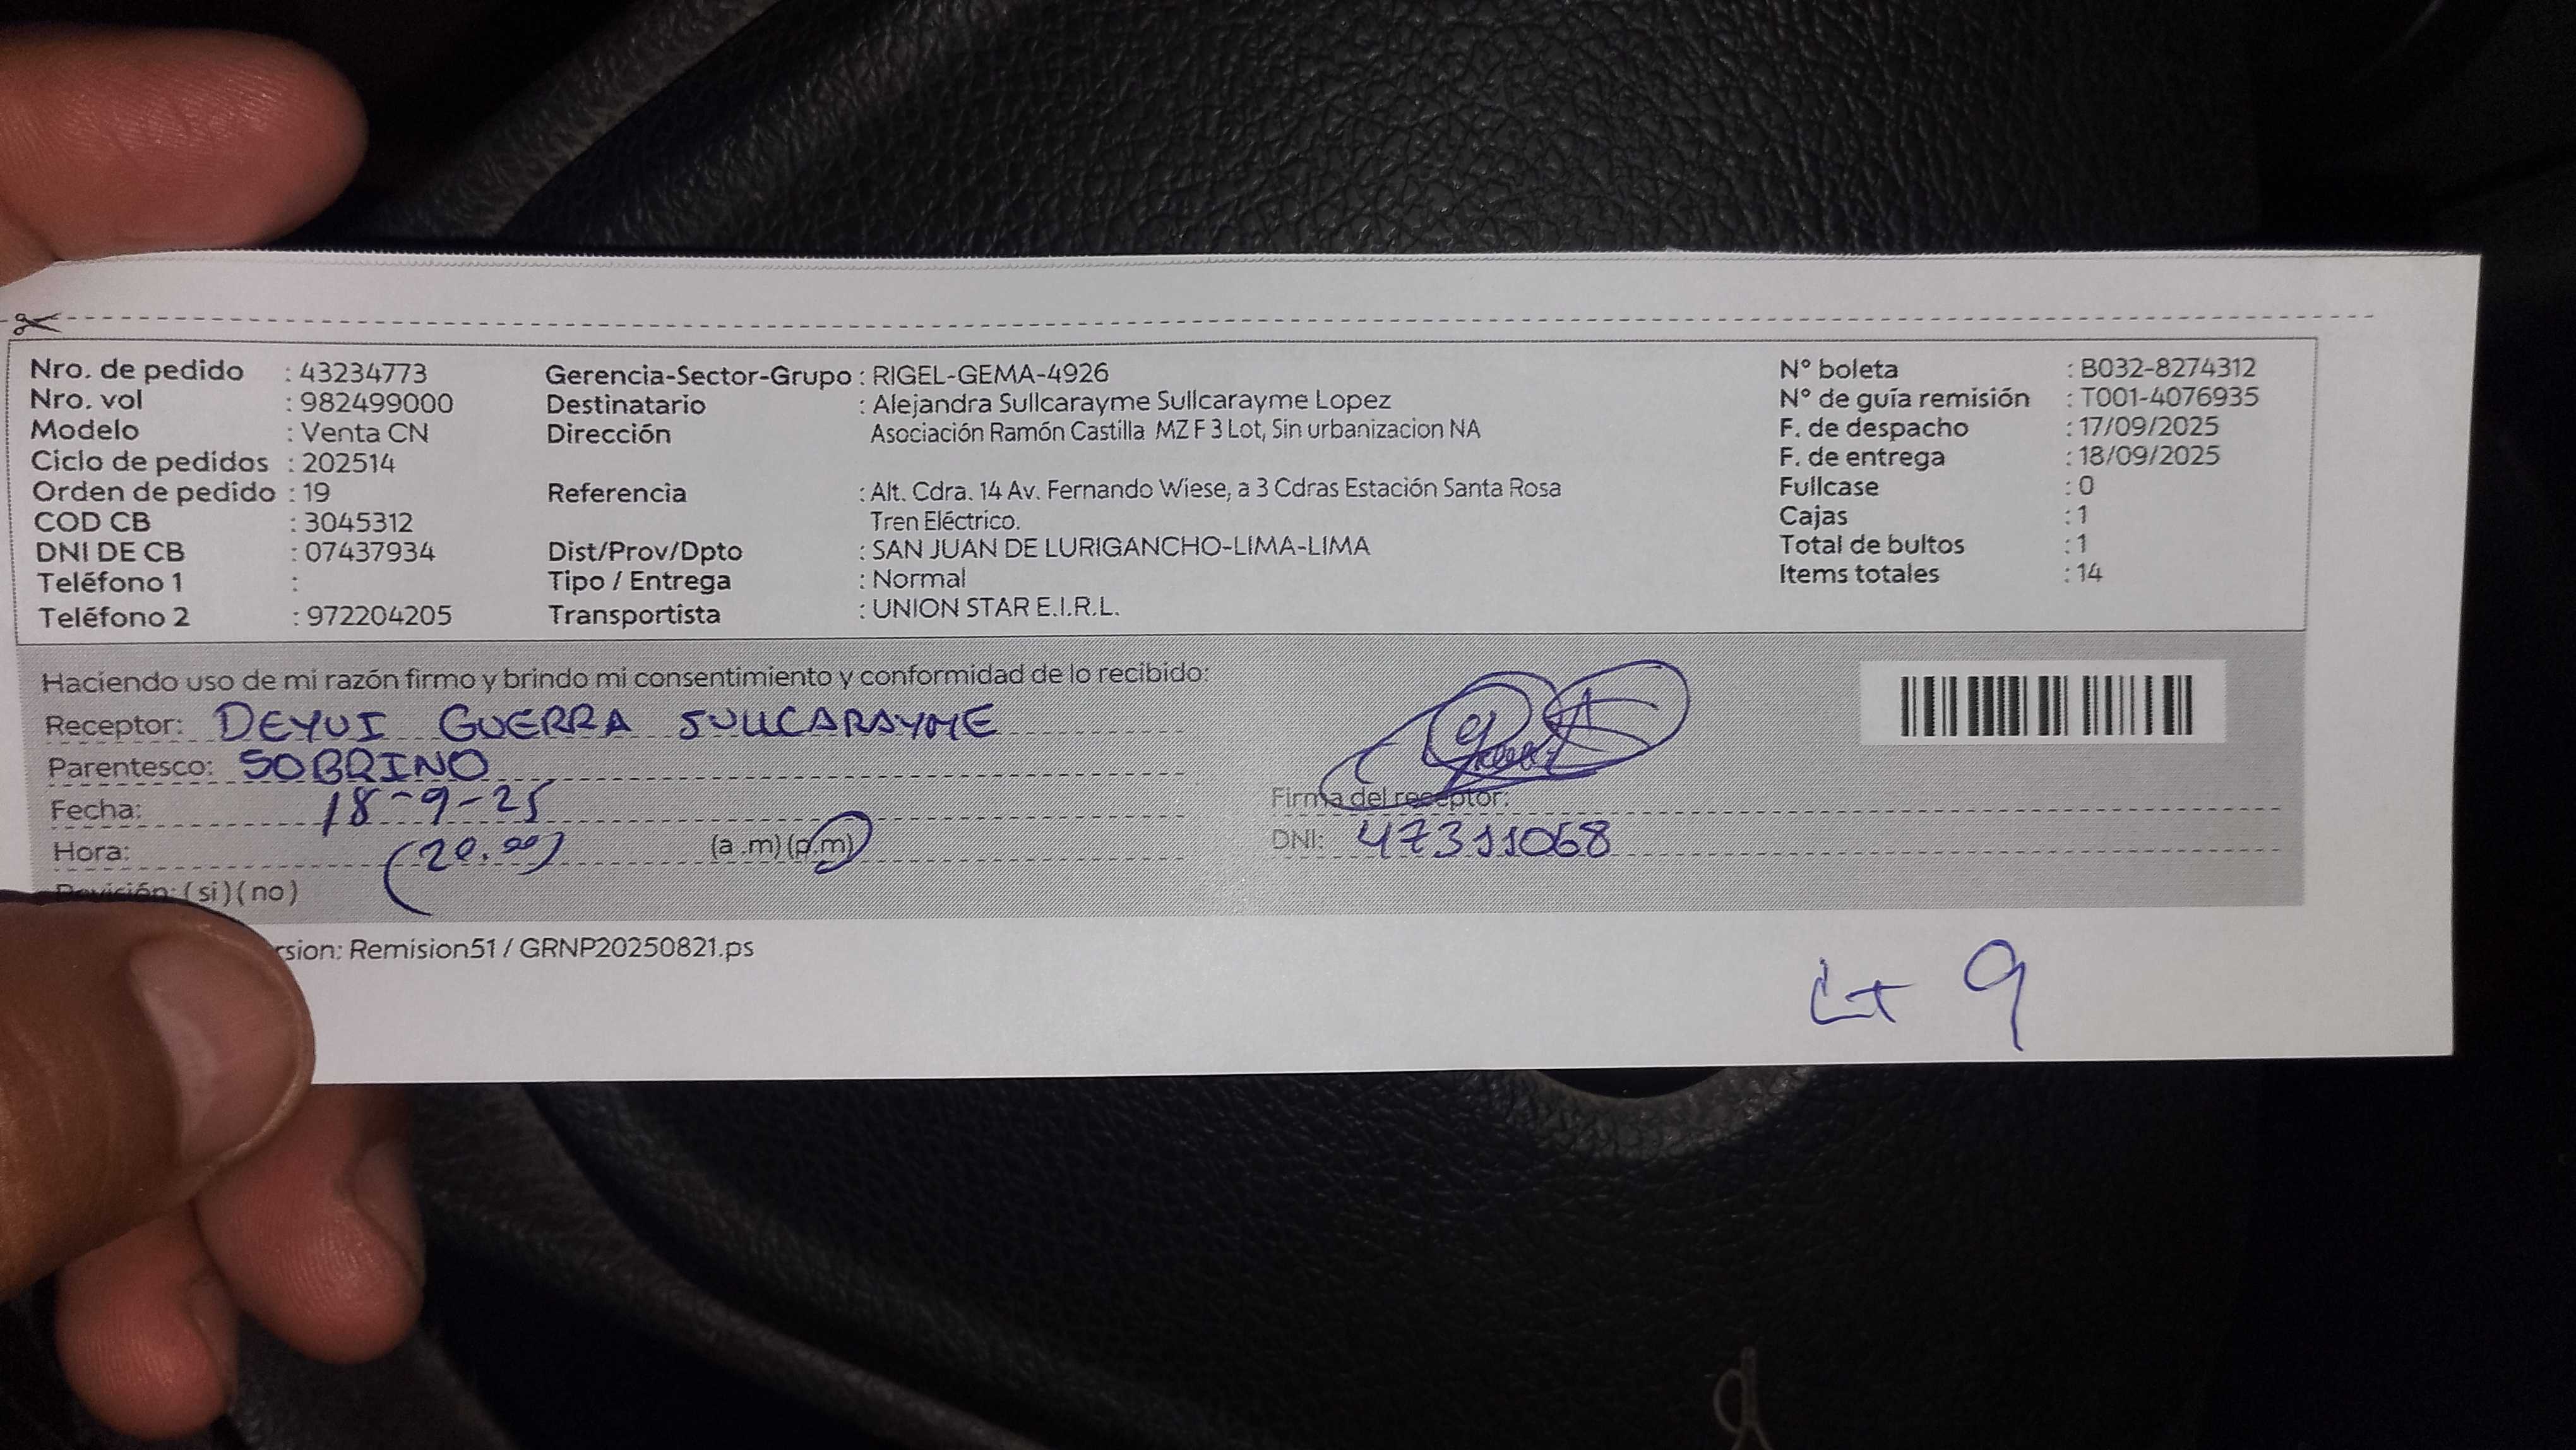 Nro. de pedido : 43234773 Gerencia-Sector-Grupo : RIGEL-GEMA-4926 N° boleta : B032-8274312
Nro. vol : 982499000 Destinatario : Alejandra Sullcarayme Sullcarayme Lopez N° de guía remisión : T001-4076935
Modelo : Venta CN Dirección Asociación Ramón Castilla MZ F 3 Lot, Sin urbanizacion NA F. de despacho : 17/09/2025
Ciclo de pedidos : 202514 F. de entrega : 18/09/2025
Orden de pedido : 19 Referencia : Alt. Cdra. 14 Av. Fernando Wiese, a 3 Cdras Estación Santa Rosa Fullcase : 0
COD CB : 3045312 Tren Eléctrico. Cajas : 1
DNI DE CB : 07437934 Dist/Prov/Dpto : SAN JUAN DE LURIGANCHO-LIMA-LIMA Total de bultos : 1
Teléfono 1 : Tipo / Entrega : Normal Items totales : 14
Teléfono 2 : 972204205 Transportista : UNION STAR E.I.R.L.
Haciendo uso de mi razón firmo y brindo mi consentimiento y conformidad de lo recibido:
Receptor: DEYUI GUERRA SULLCARAYME
Parentesco: SOBRINO
Fecha: 18-9-25 Firma del receptor:
Hora: (20.00) (a.m) (p.m) DNI: 47311068
Revisión: (si) (no)
rsion: Remision51 / GRNP20250821.ps
Lt 9